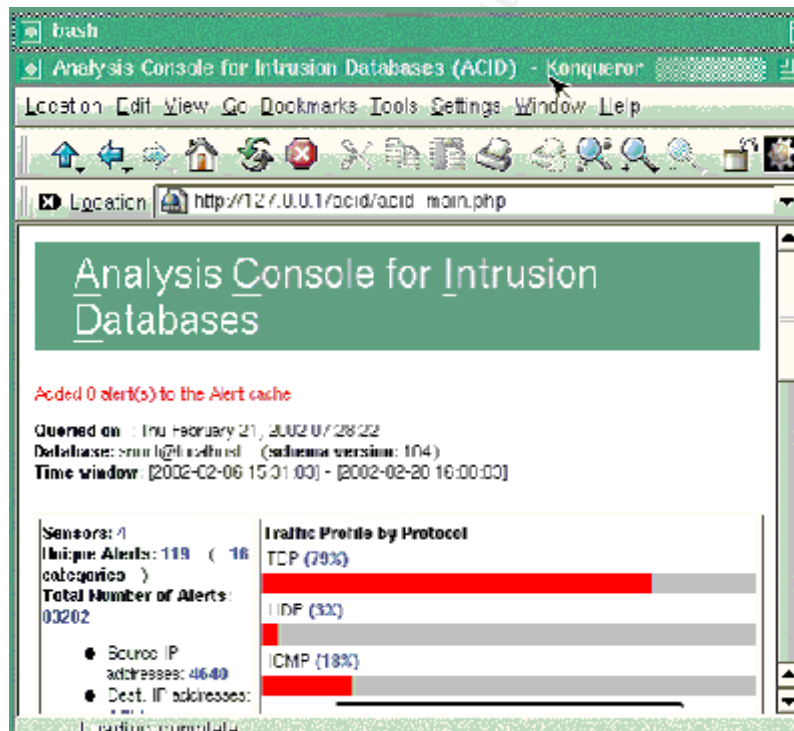 bash
Analysis Console for Intrusion Databases (ACID) - Konqueror
Location Edit View Go Bookmarks Tools Settings Window Help
Location http://127.0.0.1/acid/acid_main.php
Analysis Console for Intrusion
Databases
Added 0 alert(s) to the Alert cache
Queried on : Thu February 21, 2002 07:28:22
Database: snort@localhost (schema version: 104)
Time window: [2002-02-06 15:31:03] - [2002-02-20 16:00:03]
Sensors: 4
Unique Alerts: 119 ( 16
categories )
Total Number of Alerts:
Source IP
addresses: 4640
Dest. IP addresses:
Traffic Profile by Protocol
TCP (79%)
UDP (3%)
ICMP (18%)